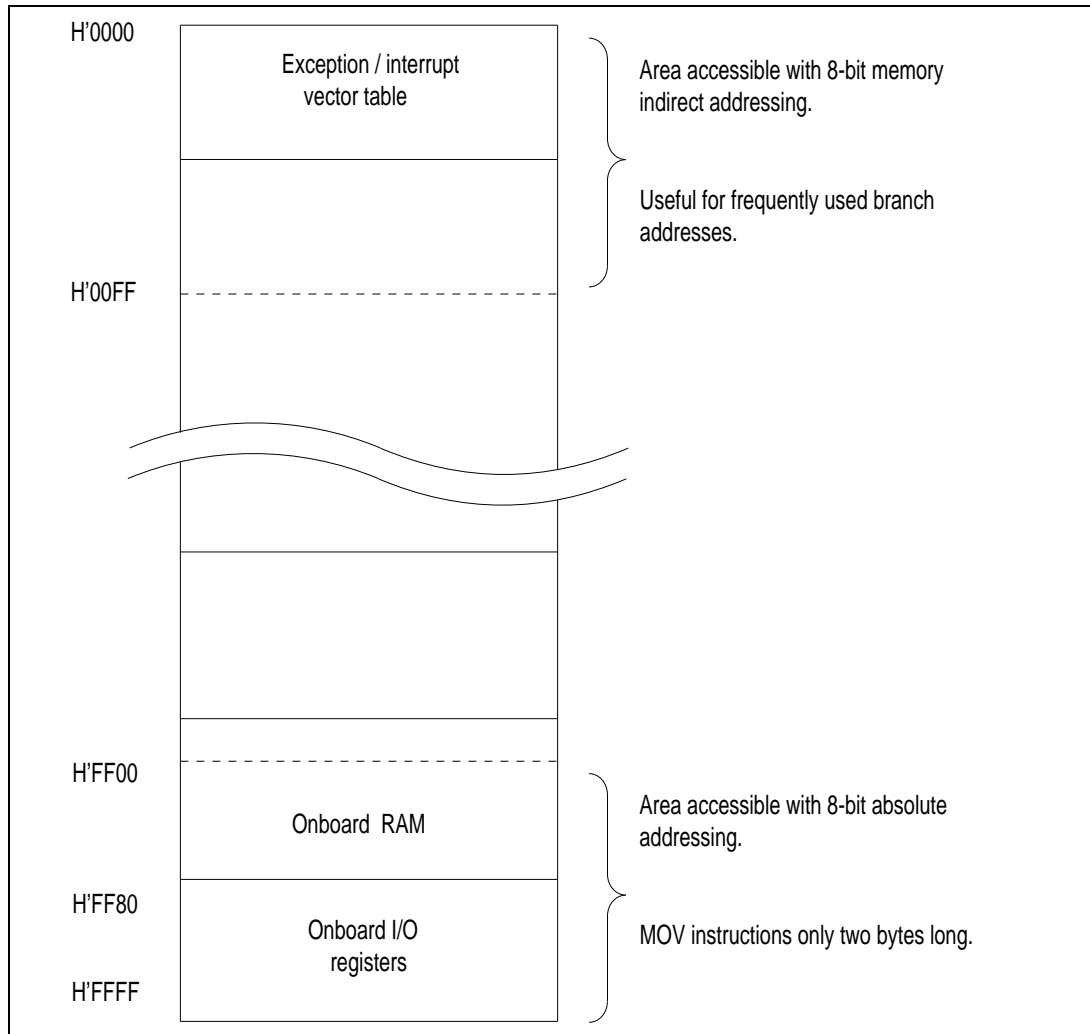 H’0000
Exception / interrupt
vector table
Area accessible with 8-bit memory
indirect addressing.
Useful for frequently used branch
addresses.
H’00FF
H’FF00
Onboard RAM
Area accessible with 8-bit absolute
addressing.
H’FF80
Onboard I/O
registers
MOV instructions only two bytes long.
H’FFFF